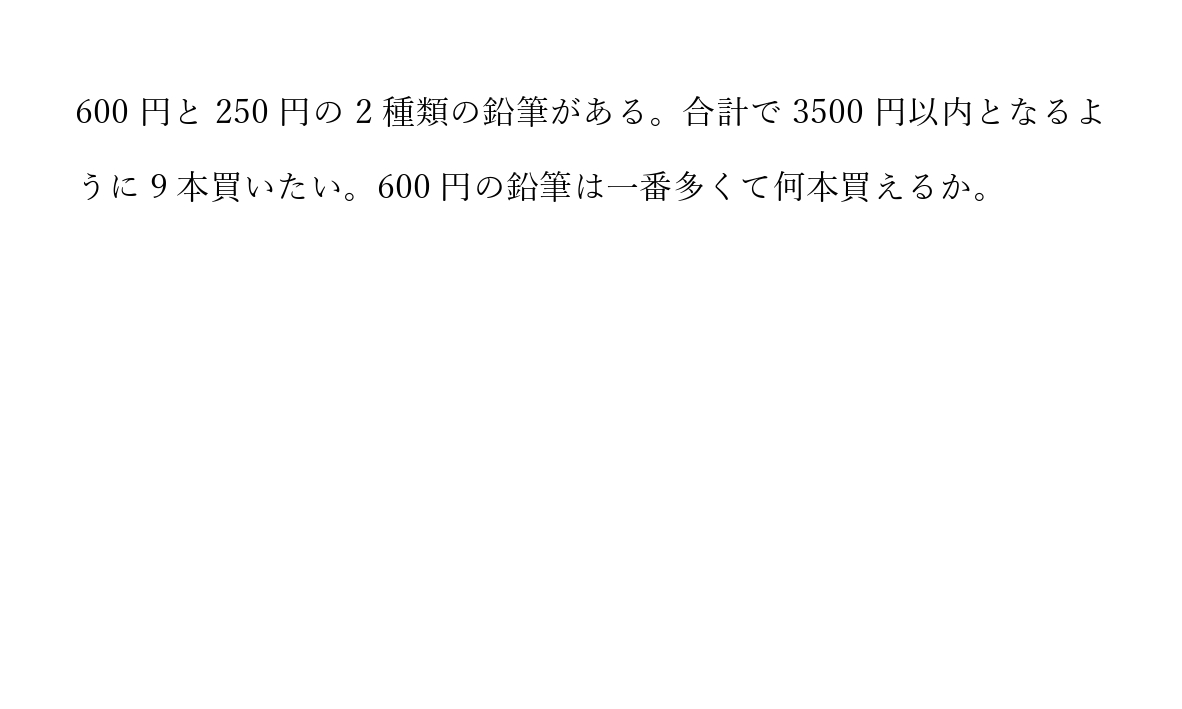 600 円と 250 円の 2 種類の鉛筆がある。合計で 3500 円以内となるよ
うに 9 本買いたい。600 円の鉛筆は一番多くて何本買えるか。